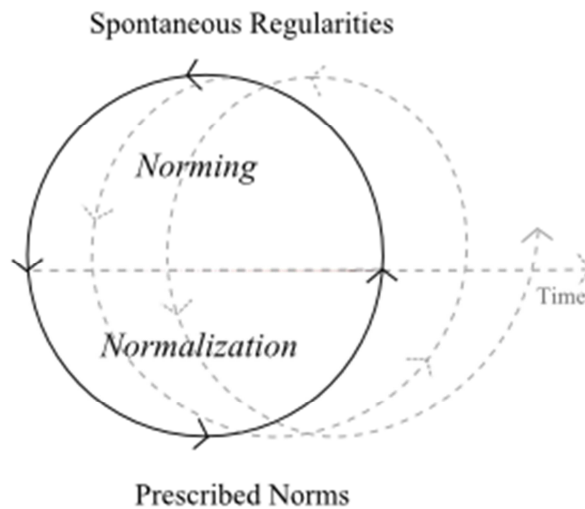 Spontaneous Regularities
Norming
Time
Normalization
Prescribed Norms